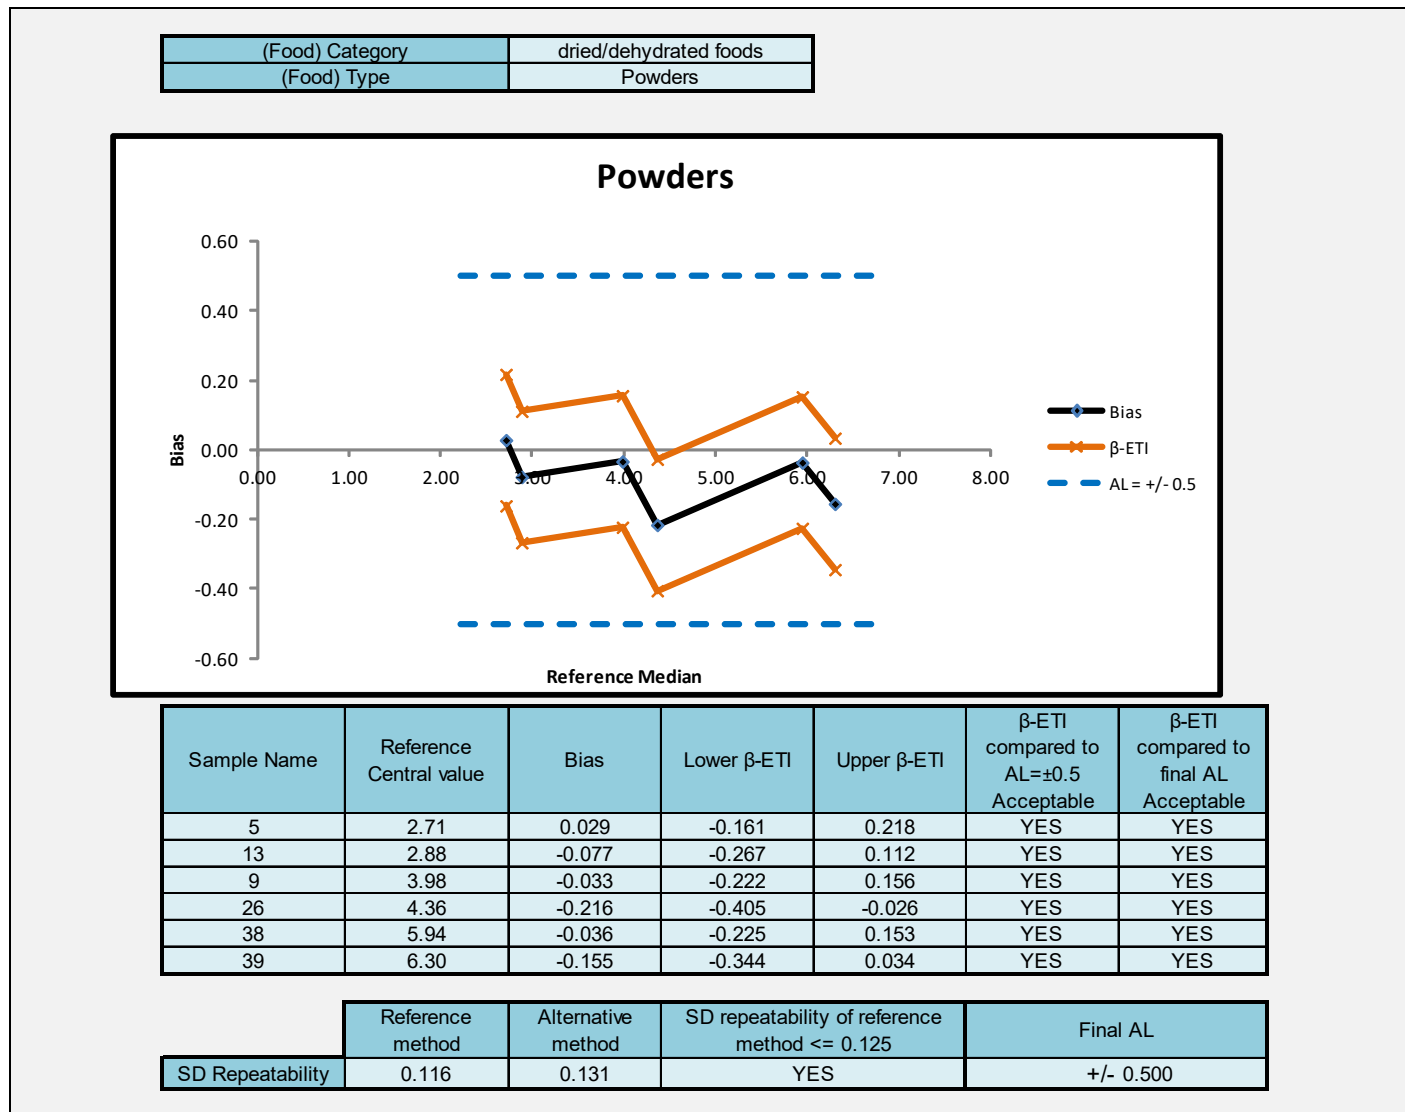 (Food) Category dried/dehydrated foods
(Food) Type Powders
Powders
0.60
0.40
0.20
0.00
-0.20
-0.40
-0.60
Bias
0.00 1.00 2.00 3.00 4.00 5.00 6.00 7.00 8.00
Reference Median
Bias
β-ETI
AL = +/- 0.5
Sample Name Reference Central value Bias Lower β-ETI Upper β-ETI β-ETI compared to AL=±0.5 Acceptable β-ETI compared to final AL Acceptable
5 2.71 0.029 -0.161 0.218 YES YES
13 2.88 -0.077 -0.267 0.112 YES YES
9 3.98 -0.033 -0.222 0.156 YES YES
26 4.36 -0.216 -0.405 -0.026 YES YES
38 5.94 -0.036 -0.225 0.153 YES YES
39 6.30 -0.155 -0.344 0.034 YES YES
Reference method Alternative method SD repeatability of reference method <= 0.125 Final AL
SD Repeatability 0.116 0.131 YES +/- 0.500